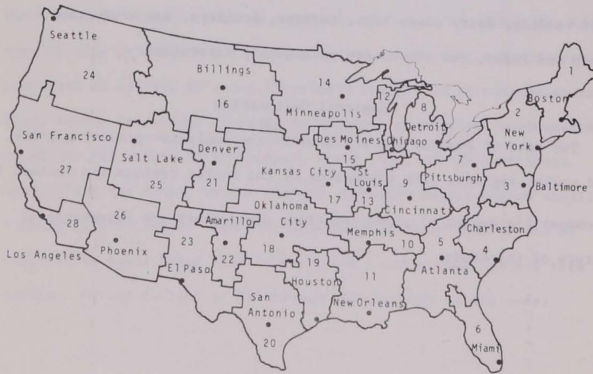 Seattle
24
Billings
16
14
Minneapolis
12
8
Detroit
Chicago
1
Boston
2
New
York
San Francisco
27
Salt Lake
25
Denver
21
Des Moines
15
Kansas City
17
St
Louis
13
9
Cincinnati
7
Pittsburgh
3
Baltimore
28
Los Angeles
26
Phoenix
23
El Paso
Amarillo
22
Oklahoma
City
18
Memphis
10
5
Atlanta
Charleston
4
19
Houston
11
New Orleans
San
Antonio
20
6
Miami